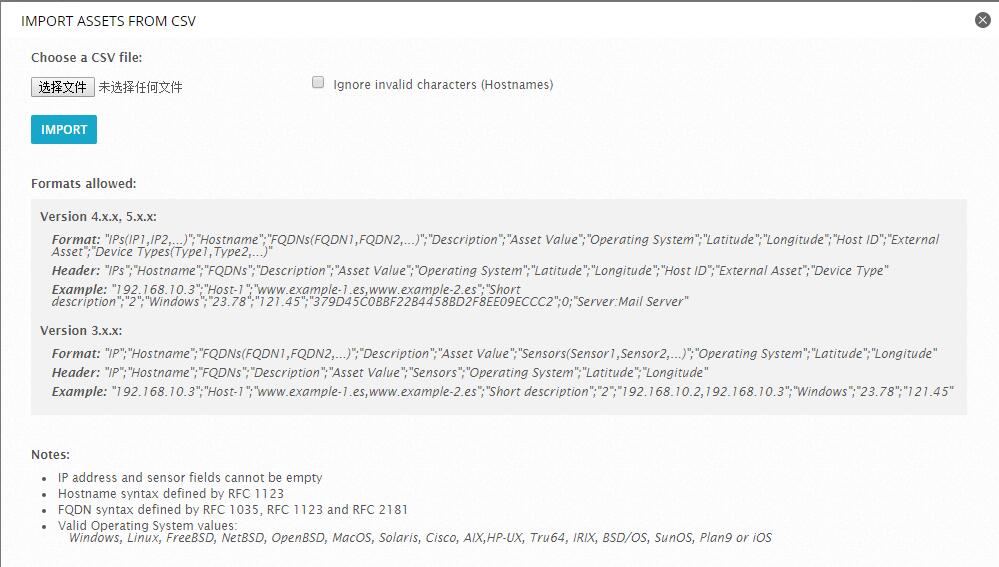 IMPORT ASSETS FROM CSV
Choose a CSV file:
选择文件 未选择任何文件 Ignore invalid characters (Hostnames)
IMPORT
Formats allowed:
Version 4.x.x, 5.x.x:
Format: "IPs(IP1,IP2,...)";"Hostname";"FQDNs(FQDN1,FQDN2,...)";"Description";"Asset Value";"Operating System";"Latitude";"Longitude";"Host ID";"External
Asset";"Device Types(Type1,Type2,...)"
Header: "IPs";"Hostname";"FQDNs";"Description";"Asset Value";"Operating System";"Latitude";"Longitude";"Host ID";"External Asset";"Device Type"
Example: "192.168.10.3";"Host-1";"www.example-1.es,www.example-2.es";"Short
description";"2";"Windows";"23.78";"121.45";"379D45C0BBF22B4458BD2F8EE09ECCC2";0;"Server:Mail Server"
Version 3.x.x:
Format: "IP";"Hostname";"FQDNs(FQDN1,FQDN2,...)";"Description";"Asset Value";"Sensors(Sensor1,Sensor2,...)";"Operating System";"Latitude";"Longitude"
Header: "IP";"Hostname";"FQDNs";"Description";"Asset Value";"Sensors";"Operating System";"Latitude";"Longitude"
Example: "192.168.10.3";"Host-1";"www.example-1.es,www.example-2.es";"Short description";"2";"192.168.10.2,192.168.10.3";"Windows";"23.78";"121.45"
Notes:
• IP address and sensor fields cannot be empty
• Hostname syntax defined by RFC 1123
• FQDN syntax defined by RFC 1035, RFC 1123 and RFC 2181
• Valid Operating System values:
Windows, Linux, FreeBSD, NetBSD, OpenBSD, MacOS, Solaris, Cisco, AIX,HP-UX, Tru64, IRIX, BSD/OS, SunOS, Plan9 or iOS